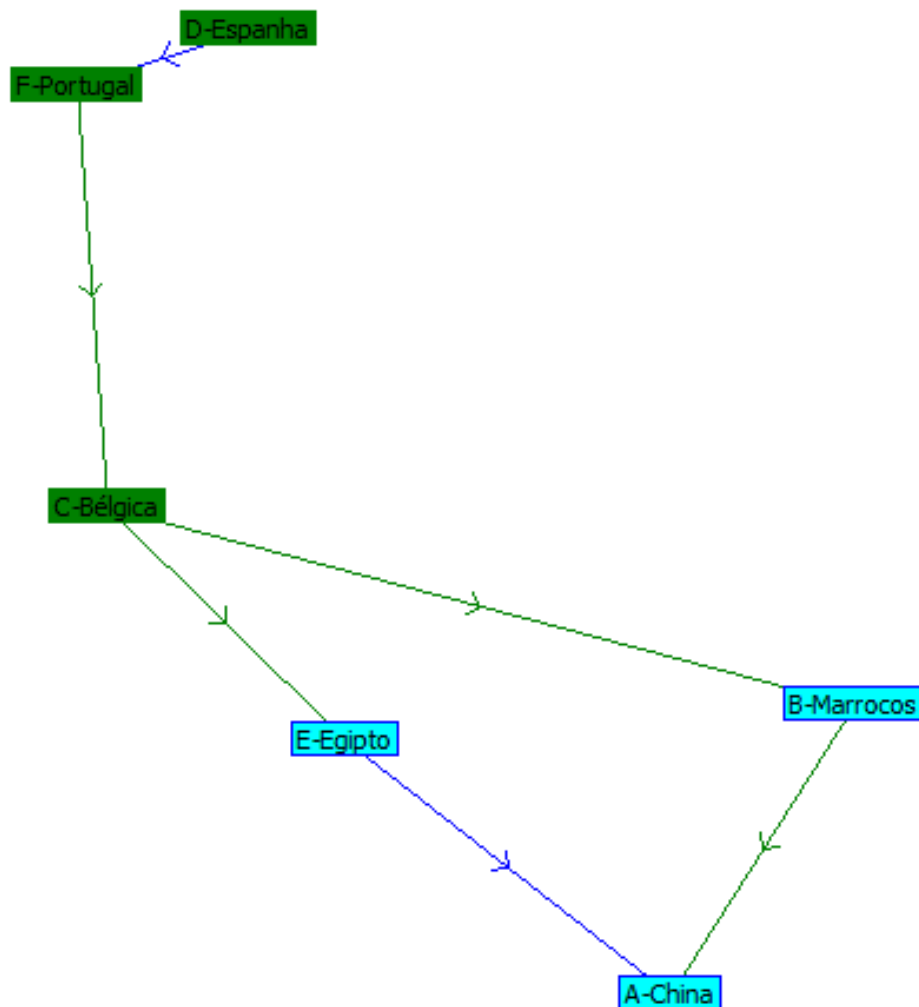 D-Espanha
F-Portugal
C-Bélgica
B-Marrocos
E-Egipto
A-China